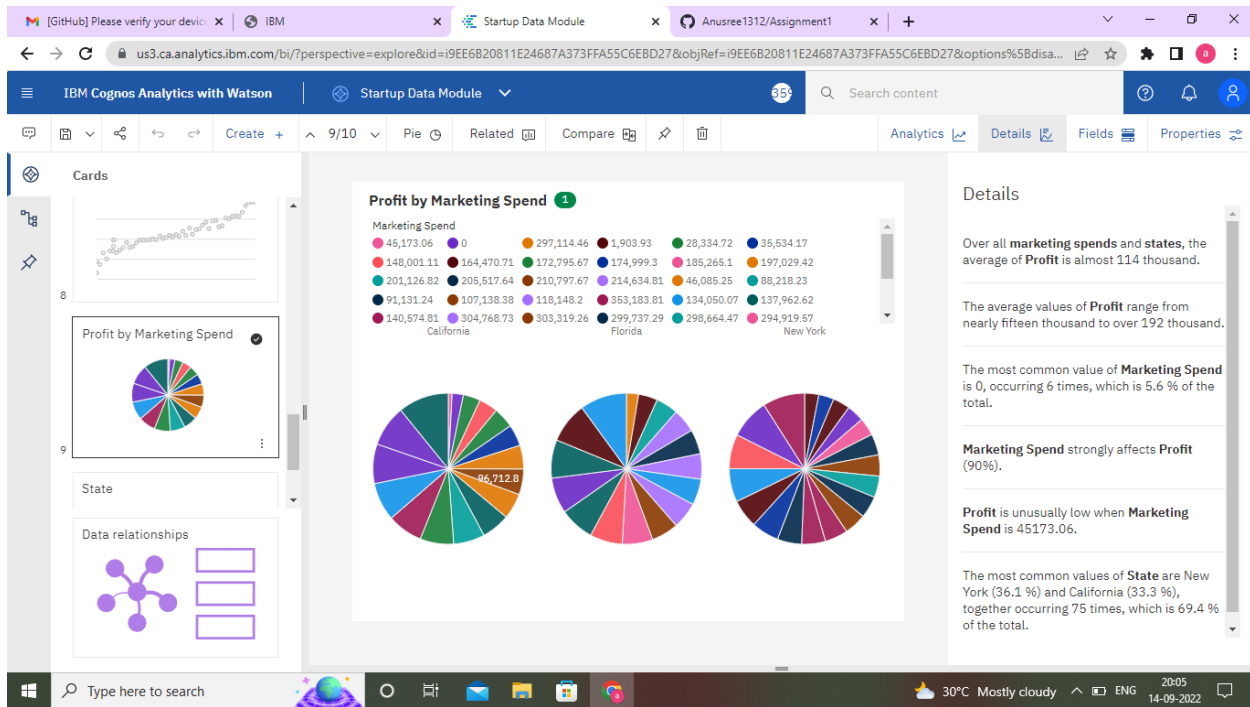 [GitHub] Please verify your devic
IBM
Startup Data Module
Anusree1312/Assignment1
us3.ca.analytics.ibm.com/bi/?perspective=explore&id=i9EE6B20811E24687A373FFA55C6EBD27&objRef=i9EE6B20811E24687A373FFA55C6EBD27&options%5Bdisa...
a
IBM Cognos Analytics with Watson
Startup Data Module
359
Search content
Create +
9/10
Pie
Related
Compare
Analytics
Details
Fields
Properties
Cards
8
Profit by Marketing Spend
9
State
Data relationships
Profit by Marketing Spend 1
Marketing Spend
45,173.06 0 297,114.46 1,903.93 28,334.72 35,534.17
148,001.11 164,470.71 172,795.67 174,999.3 185,265.1 197,029.42
201,126.82 205,517.64 210,797.67 214,634.81 46,085.25 88,218.23
91,131.24 107,138.38 118,148.2 353,183.81 134,050.07 137,962.62
140,574.81 304,768.73 303,319.26 299,737.29 298,664.47 294,919.57
California Florida New York
96,712.8
Details
Over all marketing spends and states, the
average of Profit is almost 114 thousand.
The average values of Profit range from
nearly fifteen thousand to over 192 thousand.
The most common value of Marketing Spend
is 0, occurring 6 times, which is 5.6 % of the
total.
Marketing Spend strongly affects Profit
(90%).
Profit is unusually low when Marketing
Spend is 45173.06.
The most common values of State are New
York (36.1 %) and California (33.3 %),
together occurring 75 times, which is 69.4 %
of the total.
Type here to search
a
30°C Mostly cloudy
ENG
20:05
14-09-2022